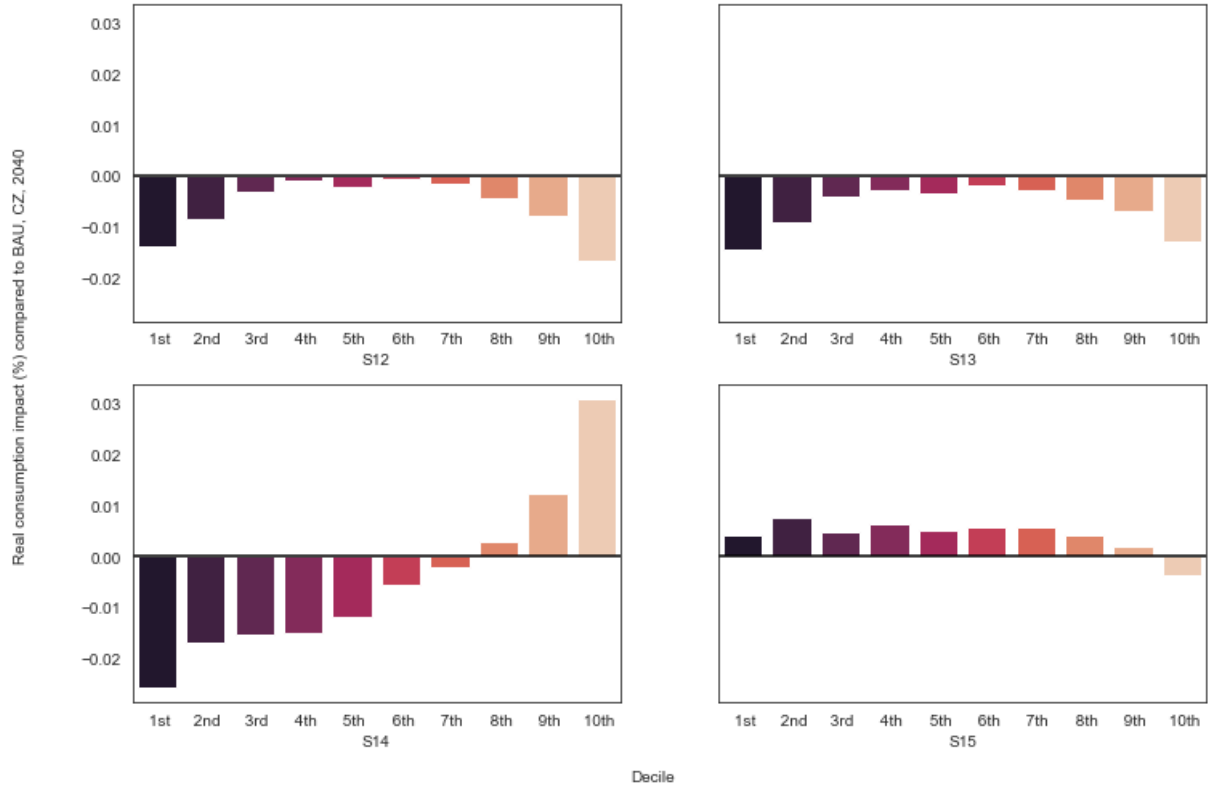 Real consumption impact (%) compared to BAU, CZ, 2040
0.03
0.02
0.01
0.00
−0.01
−0.02
1st 2nd 3rd 4th 5th 6th 7th 8th 9th 10th
S12
1st 2nd 3rd 4th 5th 6th 7th 8th 9th 10th
S13
0.03
0.02
0.01
0.00
−0.01
−0.02
1st 2nd 3rd 4th 5th 6th 7th 8th 9th 10th
S14
1st 2nd 3rd 4th 5th 6th 7th 8th 9th 10th
S15
Decile